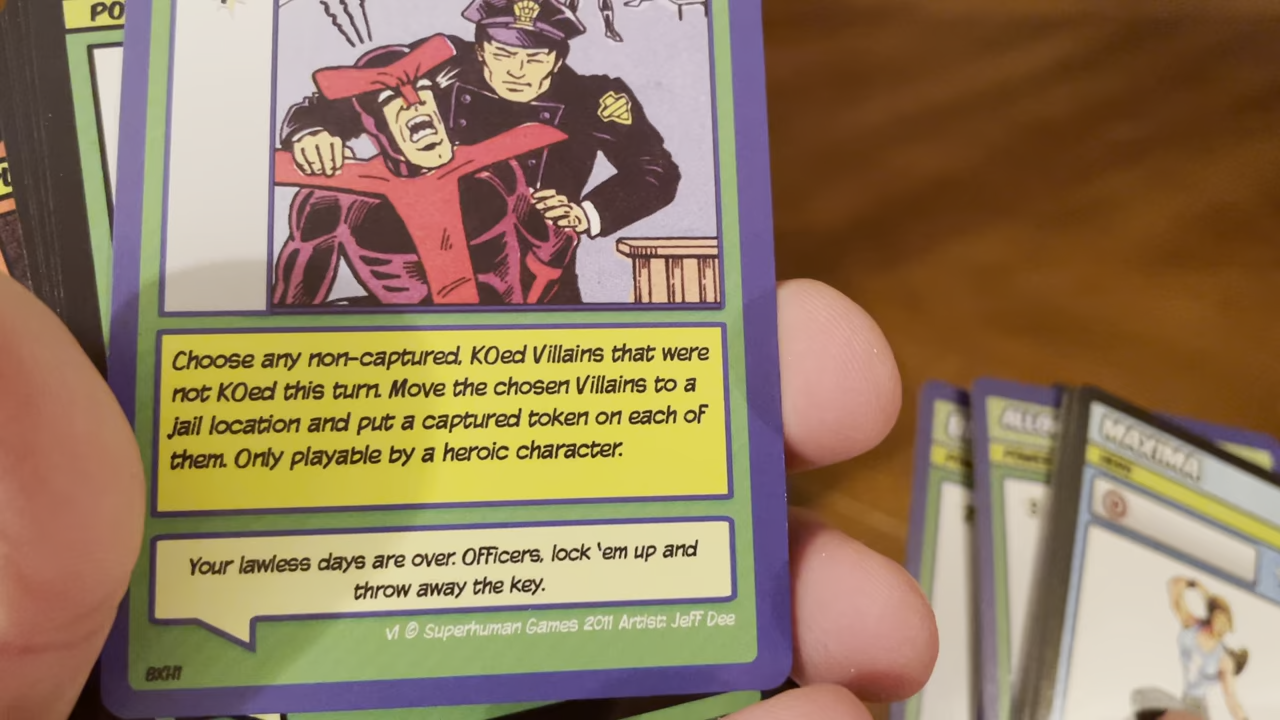 PO
Choose any non-captured, KOed Villains that were
not KOed this turn. Move the chosen Villains to a
jail location and put a captured token on each of
them. Only playable by a heroic character.
Your lawless days are over. Officers, lock 'em up and
throw away the key.
v1 © Superhuman Games 2011 Artist: Jeff Dee
ALLO
MAXIMA
HERO